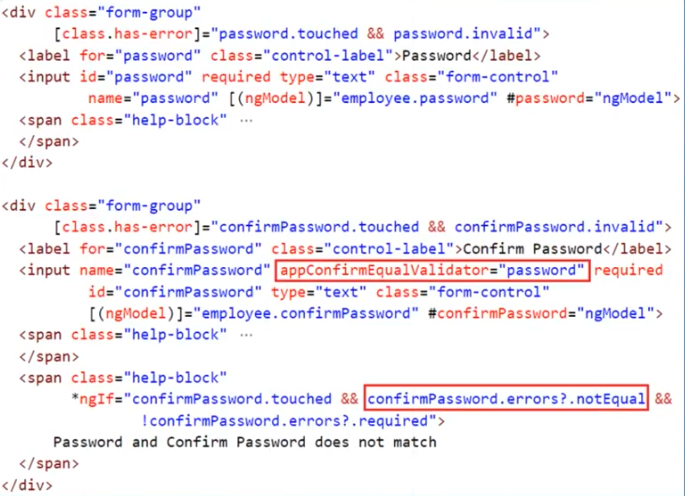 <div class="form-group"
[class.has-error]="password.touched && password.invalid">
<label for="password" class="control-label">Password</label>
<input id="password" required type="text" class="form-control"
name="password" [(ngModel)]="employee.password" #password="ngModel">
<span class="help-block" ...
</span>
</div>
<div class="form-group"
[class.has-error]="confirmPassword.touched && confirmPassword.invalid">
<label for="confirmPassword" class="control-label">Confirm Password</label>
<input name="confirmPassword" appConfirmEqualValidator="password" required
id="confirmPassword" type="text" class="form-control"
[(ngModel)]="employee.confirmPassword" #confirmPassword="ngModel">
<span class="help-block" ...
</span>
<span class="help-block"
*ngIf="confirmPassword.touched && confirmPassword.errors?.notEqual &&
!confirmPassword.errors?.required">
Password and Confirm Password does not match
</span>
</div>